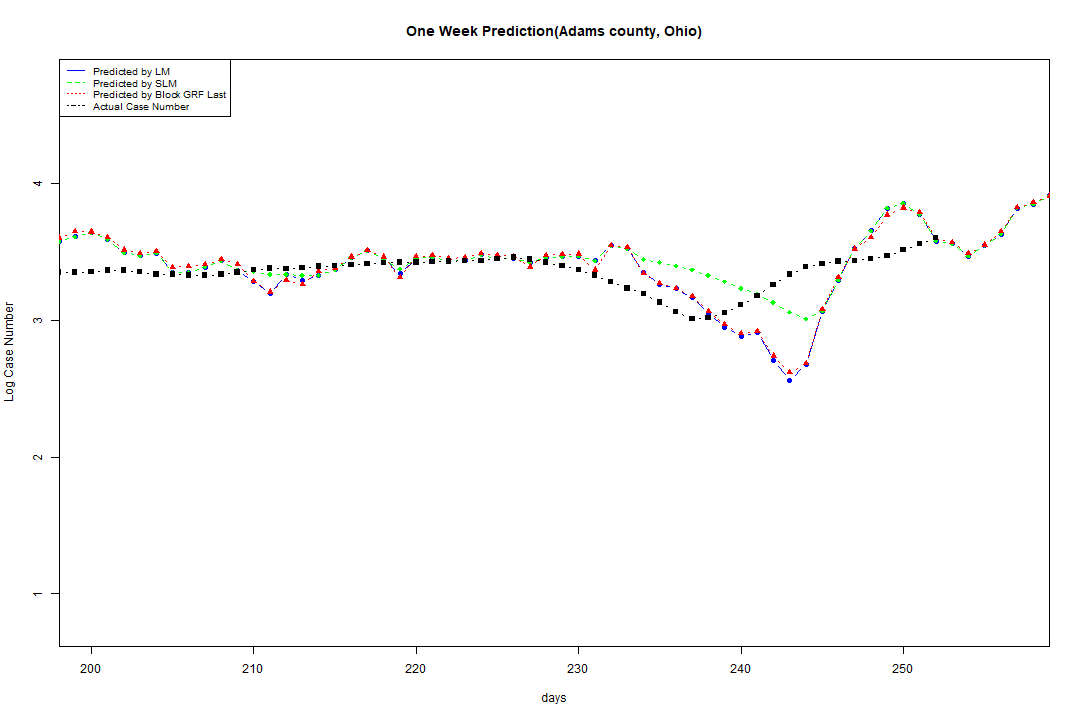 One Week Prediction(Adams county, Ohio)
Predicted by LM
Predicted by SLM
Predicted by Block GRF Last
Actual Case Number
4
3
2
1
Log Case Number
200 210 220 230 240 250
days